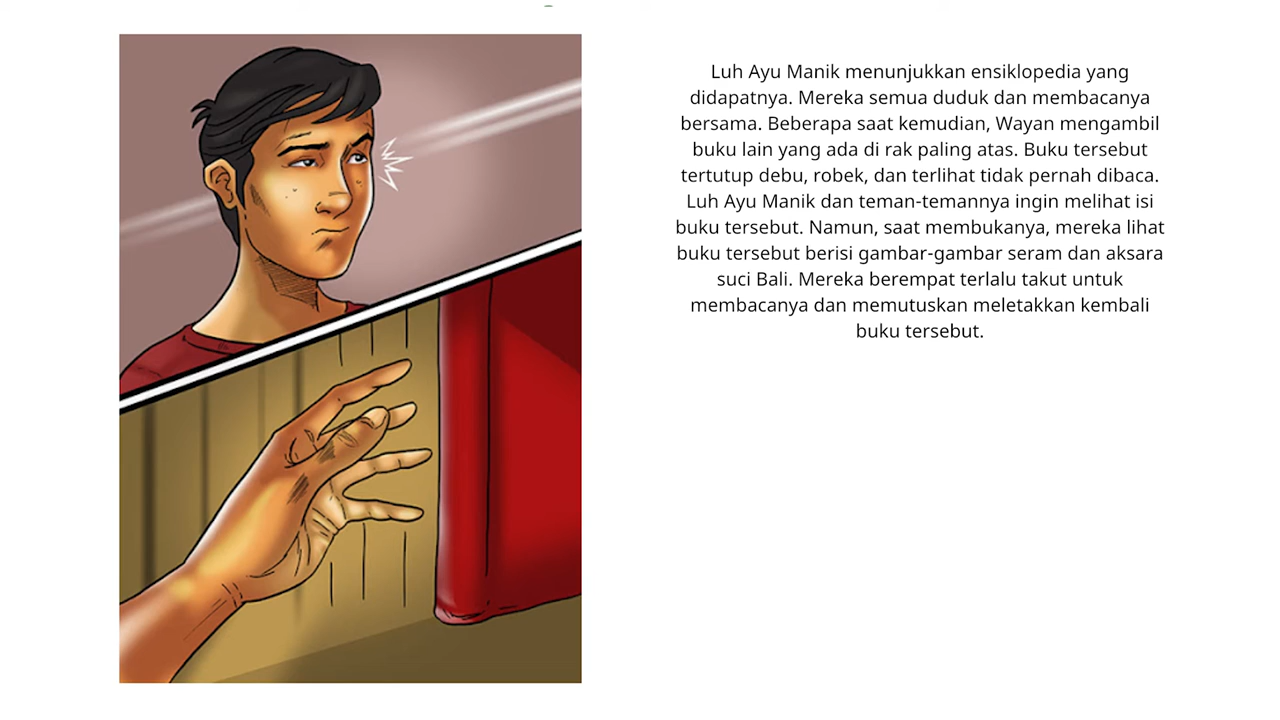 Luh Ayu Manik menunjukkan ensiklopedia yang
didapatnya. Mereka semua duduk dan membacanya
bersama. Beberapa saat kemudian, Wayan mengambil
buku lain yang ada di rak paling atas. Buku tersebut
tertutup debu, robek, dan terlihat tidak pernah dibaca.
Luh Ayu Manik dan teman-temannya ingin melihat isi
buku tersebut. Namun, saat membukanya, mereka lihat
buku tersebut berisi gambar-gambar seram dan aksara
suci Bali. Mereka berempat terlalu takut untuk
membacanya dan memutuskan meletakkan kembali
buku tersebut.